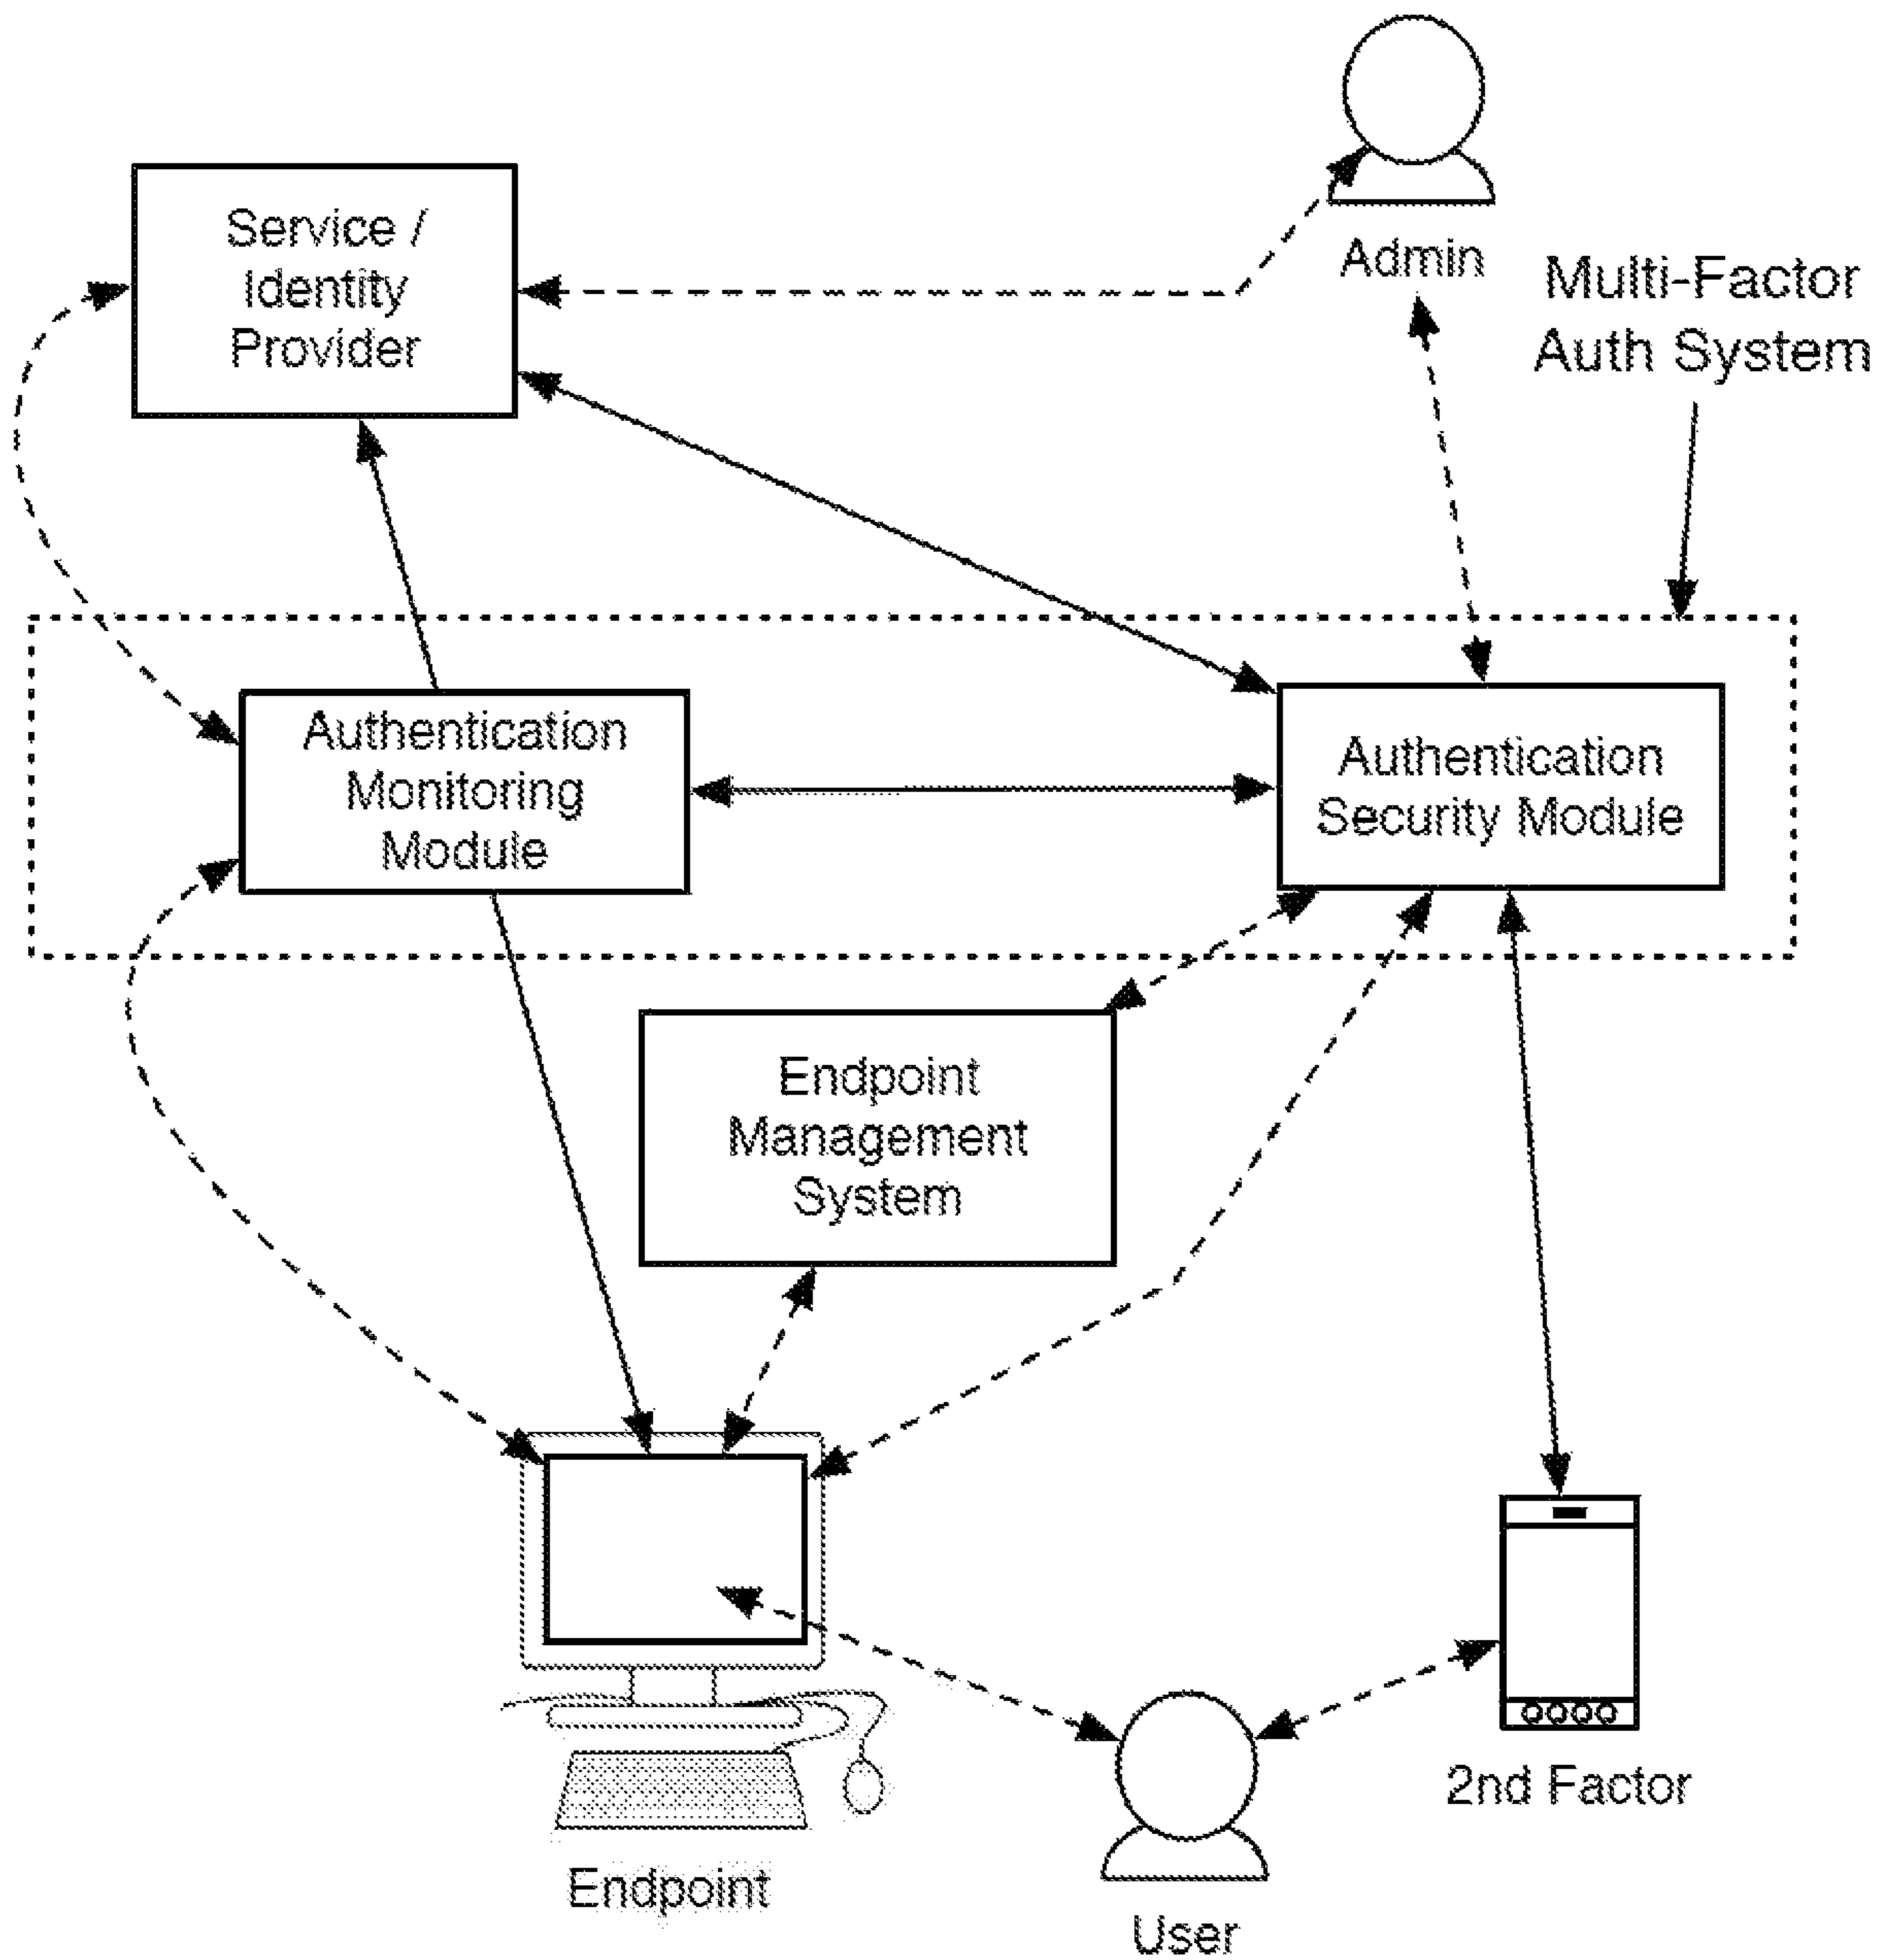 Service /
Identity
Provider
Admin
Multi-Factor
Auth System
Authentication
Monitoring
Module
Authentication
Security Module
Endpoint
Management
System
2nd Factor
Endpoint
User